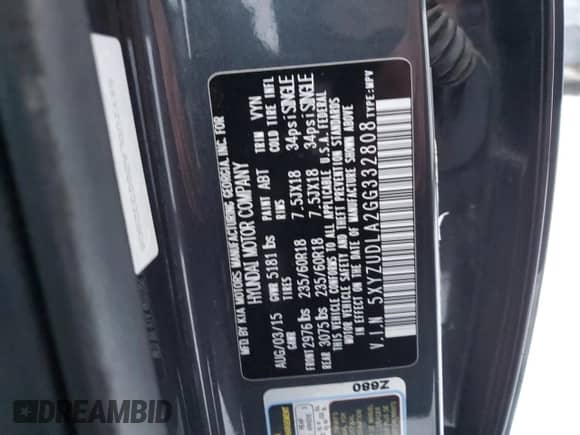 MFD BY KIA MOTORS MANUFACTURING GEORGIA, INC. FOR
HYUNDAI MOTOR COMPANY
AUG/03/15 GVWR 5181 lbs PAINT ABT TRIM VYN
GAWR TIRES RIMS COLD TIRE INFL
FRONT 2976 lbs 235/60R18 7.5JX18 34psi SINGLE
REAR 3075 lbs 235/60R18 7.5JX18 34psi SINGLE
THIS VEHICLE CONFORMS TO ALL APPLICABLE U.S.A. FEDERAL
MOTOR VEHICLE SAFETY AND THEFT PREVENTION STANDARDS
IN EFFECT ON THE DATE OF MANUFACTURE SHOWN ABOVE
V.I.N 5XYZUDLA2GG332808 TYPE:MPV
Z680
DREAMBID